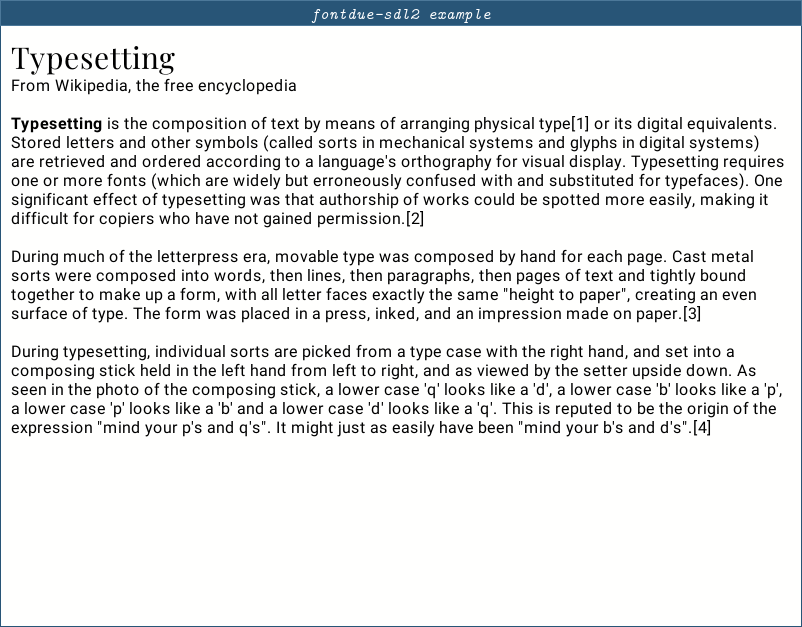 fontdue-sdl2 example
Typesetting
From Wikipedia, the free encyclopedia
Typesetting is the composition of text by means of arranging physical type[1] or its digital equivalents.
Stored letters and other symbols (called sorts in mechanical systems and glyphs in digital systems)
are retrieved and ordered according to a language's orthography for visual display. Typesetting requires
one or more fonts (which are widely but erroneously confused with and substituted for typefaces). One
significant effect of typesetting was that authorship of works could be spotted more easily, making it
difficult for copiers who have not gained permission.[2]
During much of the letterpress era, movable type was composed by hand for each page. Cast metal
sorts were composed into words, then lines, then paragraphs, then pages of text and tightly bound
together to make up a form, with all letter faces exactly the same "height to paper", creating an even
surface of type. The form was placed in a press, inked, and an impression made on paper.[3]
During typesetting, individual sorts are picked from a type case with the right hand, and set into a
composing stick held in the left hand from left to right, and as viewed by the setter upside down. As
seen in the photo of the composing stick, a lower case 'q' looks like a 'd', a lower case 'b' looks like a 'p',
a lower case 'p' looks like a 'b' and a lower case 'd' looks like a 'q'. This is reputed to be the origin of the
expression "mind your p's and q's". It might just as easily have been "mind your b's and d's".[4]